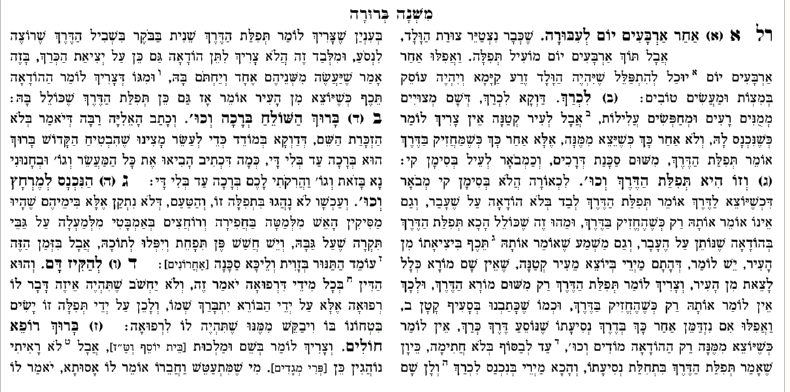 משנה ברורה
רל א (א) אחר ארבעים יום לעבורה. שכבר נצטיר צורת הולד,
אבל תוך ארבעים יום מועיל תפלה. ואפלו אחר
ארבעים יום א יוכל להתפלל שיהיה הולד זרע קימא ויהיה עוסק
במצות ומעשים טובים: (ב) לכרך. דוקא לכרך, דשם מצויים
ממנים רעים ומחפשים עלילות, ב אבל לעיר קטנה אין צריך לומר
כשנכנס לה, ולא אחר כך כשיצא ממנה, אלא אחר כך כשמחזיק בדרך
אומר תפלת הדרך, משום סכנת דרכים, וכמבאר לעיל בסימן קי:
(ג) וזו היא תפלת הדרך וכו'. לכאורה הלא בסימן קי מבאר
דכשיוצא לדרך אומר תפלת הדרך לבד בלא הודאה על שעבר, וגם
אינו אומר אותה רק כשהחזיק בדרך, ומהו זה שכולל הכא תפלת הדרך
בהודאה שנותן על העבר, וגם משמע שאומר אותה ג תכף ביציאתו מן
העיר, יש לומר, דהתם מירי ביוצא מעיר קטנה, שאין שם מורא כלל
לצאת מן העיר, וצריך לומר תפלת הדרך רק משום מורא הדרך, ולכך
אין לומר אותה רק כשהחזיק בדרך, וכמו שכתבנו בסעיף קטן ב,
ואפלו אם נזדמן אחר כך בדרך נסיעתו שנוסע דרך כרך, אין לומר
כשיוצא ממנה רק ההודאה מודים וכו', ד עד לבסוף בלא חתימה, כיון
שאמר תפלת הדרך בתחלת נסיעתו, והכא מירי בנכנס לכרך ה ולן שם
בענין שצריך לומר תפלת הדרך שנית בבקר בשביל הדרך שרוצה
לנסע, ומלבד זה הלא צריך לתן הודאה גם כן על יציאת הכרך, בזה
אמר שיעשה משניהם אחד ויחתם בה, ו ומגו דצריך לומר ההודאה
תכף כשיוצא מן העיר אומר אז גם כן תפלת הדרך שכולל בה:
ב (ד) ברוך השולח ברכה וכו'. וכתב האליה רבה דיאמר בלא
הזכרת השם, דדוקא במודד כדי לעשר מצינו שהבטיח הקדוש ברוך
הוא ברכה עד בלי די, כמה דכתיב הביאו את כל המעשר וגו' ובחנוני
נא בזאת וגו' והריקתי לכם ברכה עד בלי די: ג (ה) הנכנס למרחץ
וכו'. ועכשו לא נהגו בתפלה זו, והטעם, דלא נתקן אלא בימיהם שהיו
מסיקין האש מלמטה בחפירה ורוחצים באמבטי מלמעלה על גבי
תקרה שעל גבה, ויש חשש פן תפחת ויפלו לתוכה, אבל בזמן הזה
ז עומד התנור בזוית וליכא סכנה [אחרונים]: ד (ו) להקיז דם. והוא
הדין ח בכל מידי דרפואה יאמר זה, ולא יחשב שתהיה איזה דבר לו
רפואה אלא על ידי הבורא יתברך שמו, ולכן על ידי תפלה זו ישים
בטחונו בו ויבקש ממנו שתהיה לו לרפואה: (ז) ברוך רופא
חולים. וצריך לומר בשם ומלכות [בית יוסף וט"ז], אבל ט לא ראיתי
נוהגין כן [פרי מגדים]. מי שמתעטש וחברו אומר לו אסותא, יאמר לו